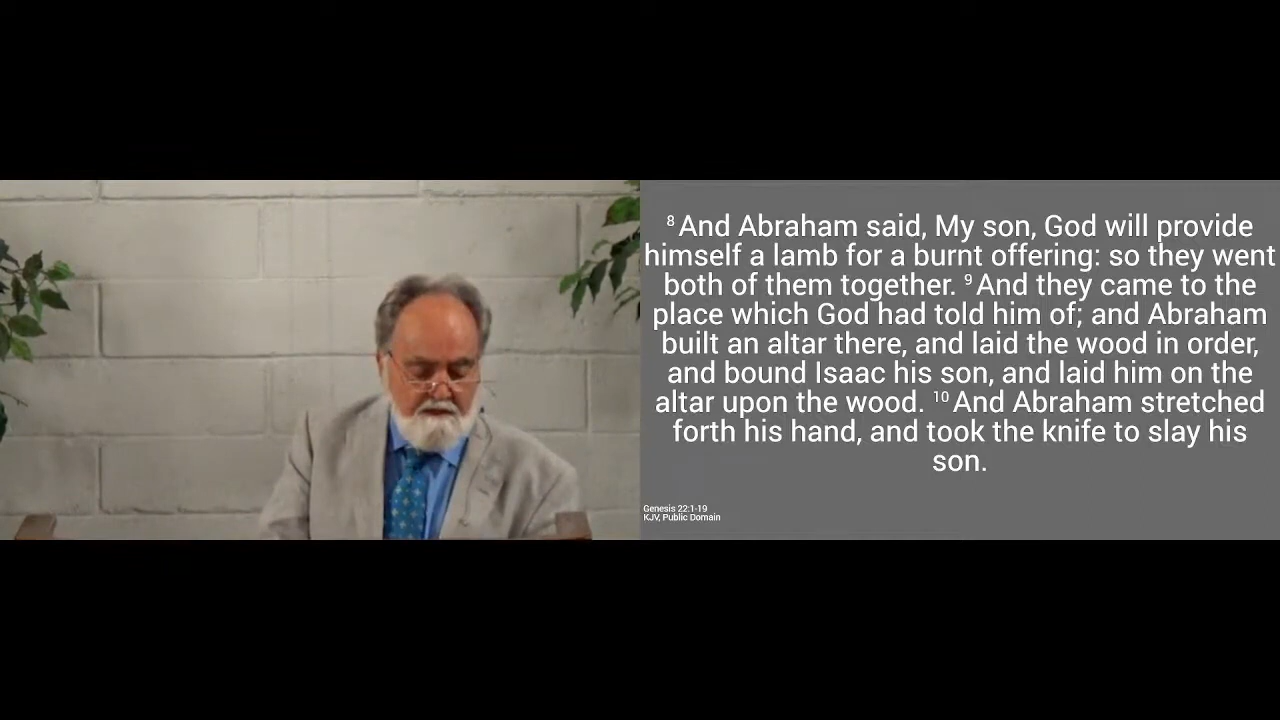 ⁸ And Abraham said, My son, God will provide
himself a lamb for a burnt offering: so they went
both of them together. ⁹ And they came to the
place which God had told him of; and Abraham
built an altar there, and laid the wood in order,
and bound Isaac his son, and laid him on the
altar upon the wood. ¹⁰ And Abraham stretched
forth his hand, and took the knife to slay his
son.
Genesis 22:1-19
KJV, Public Domain